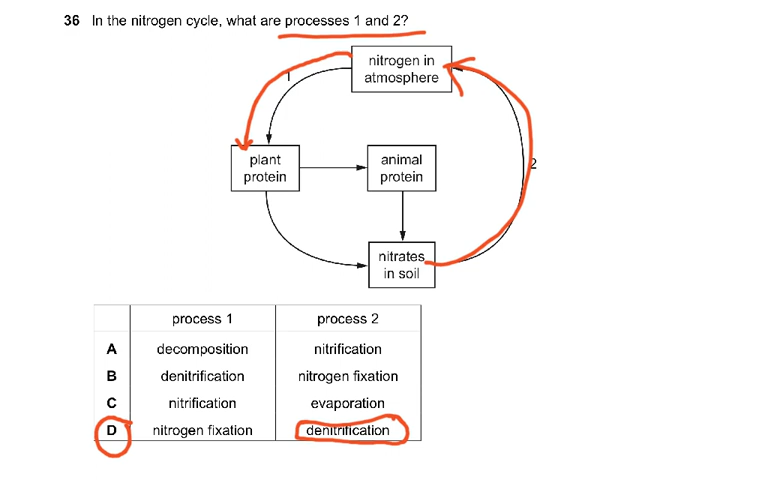 36 In the nitrogen cycle, what are processes 1 and 2?
nitrogen in
atmosphere
1
plant
protein
animal
protein
2
nitrates
in soil
process 1 process 2
A decomposition nitrification
B denitrification nitrogen fixation
C nitrification evaporation
D nitrogen fixation denitrification